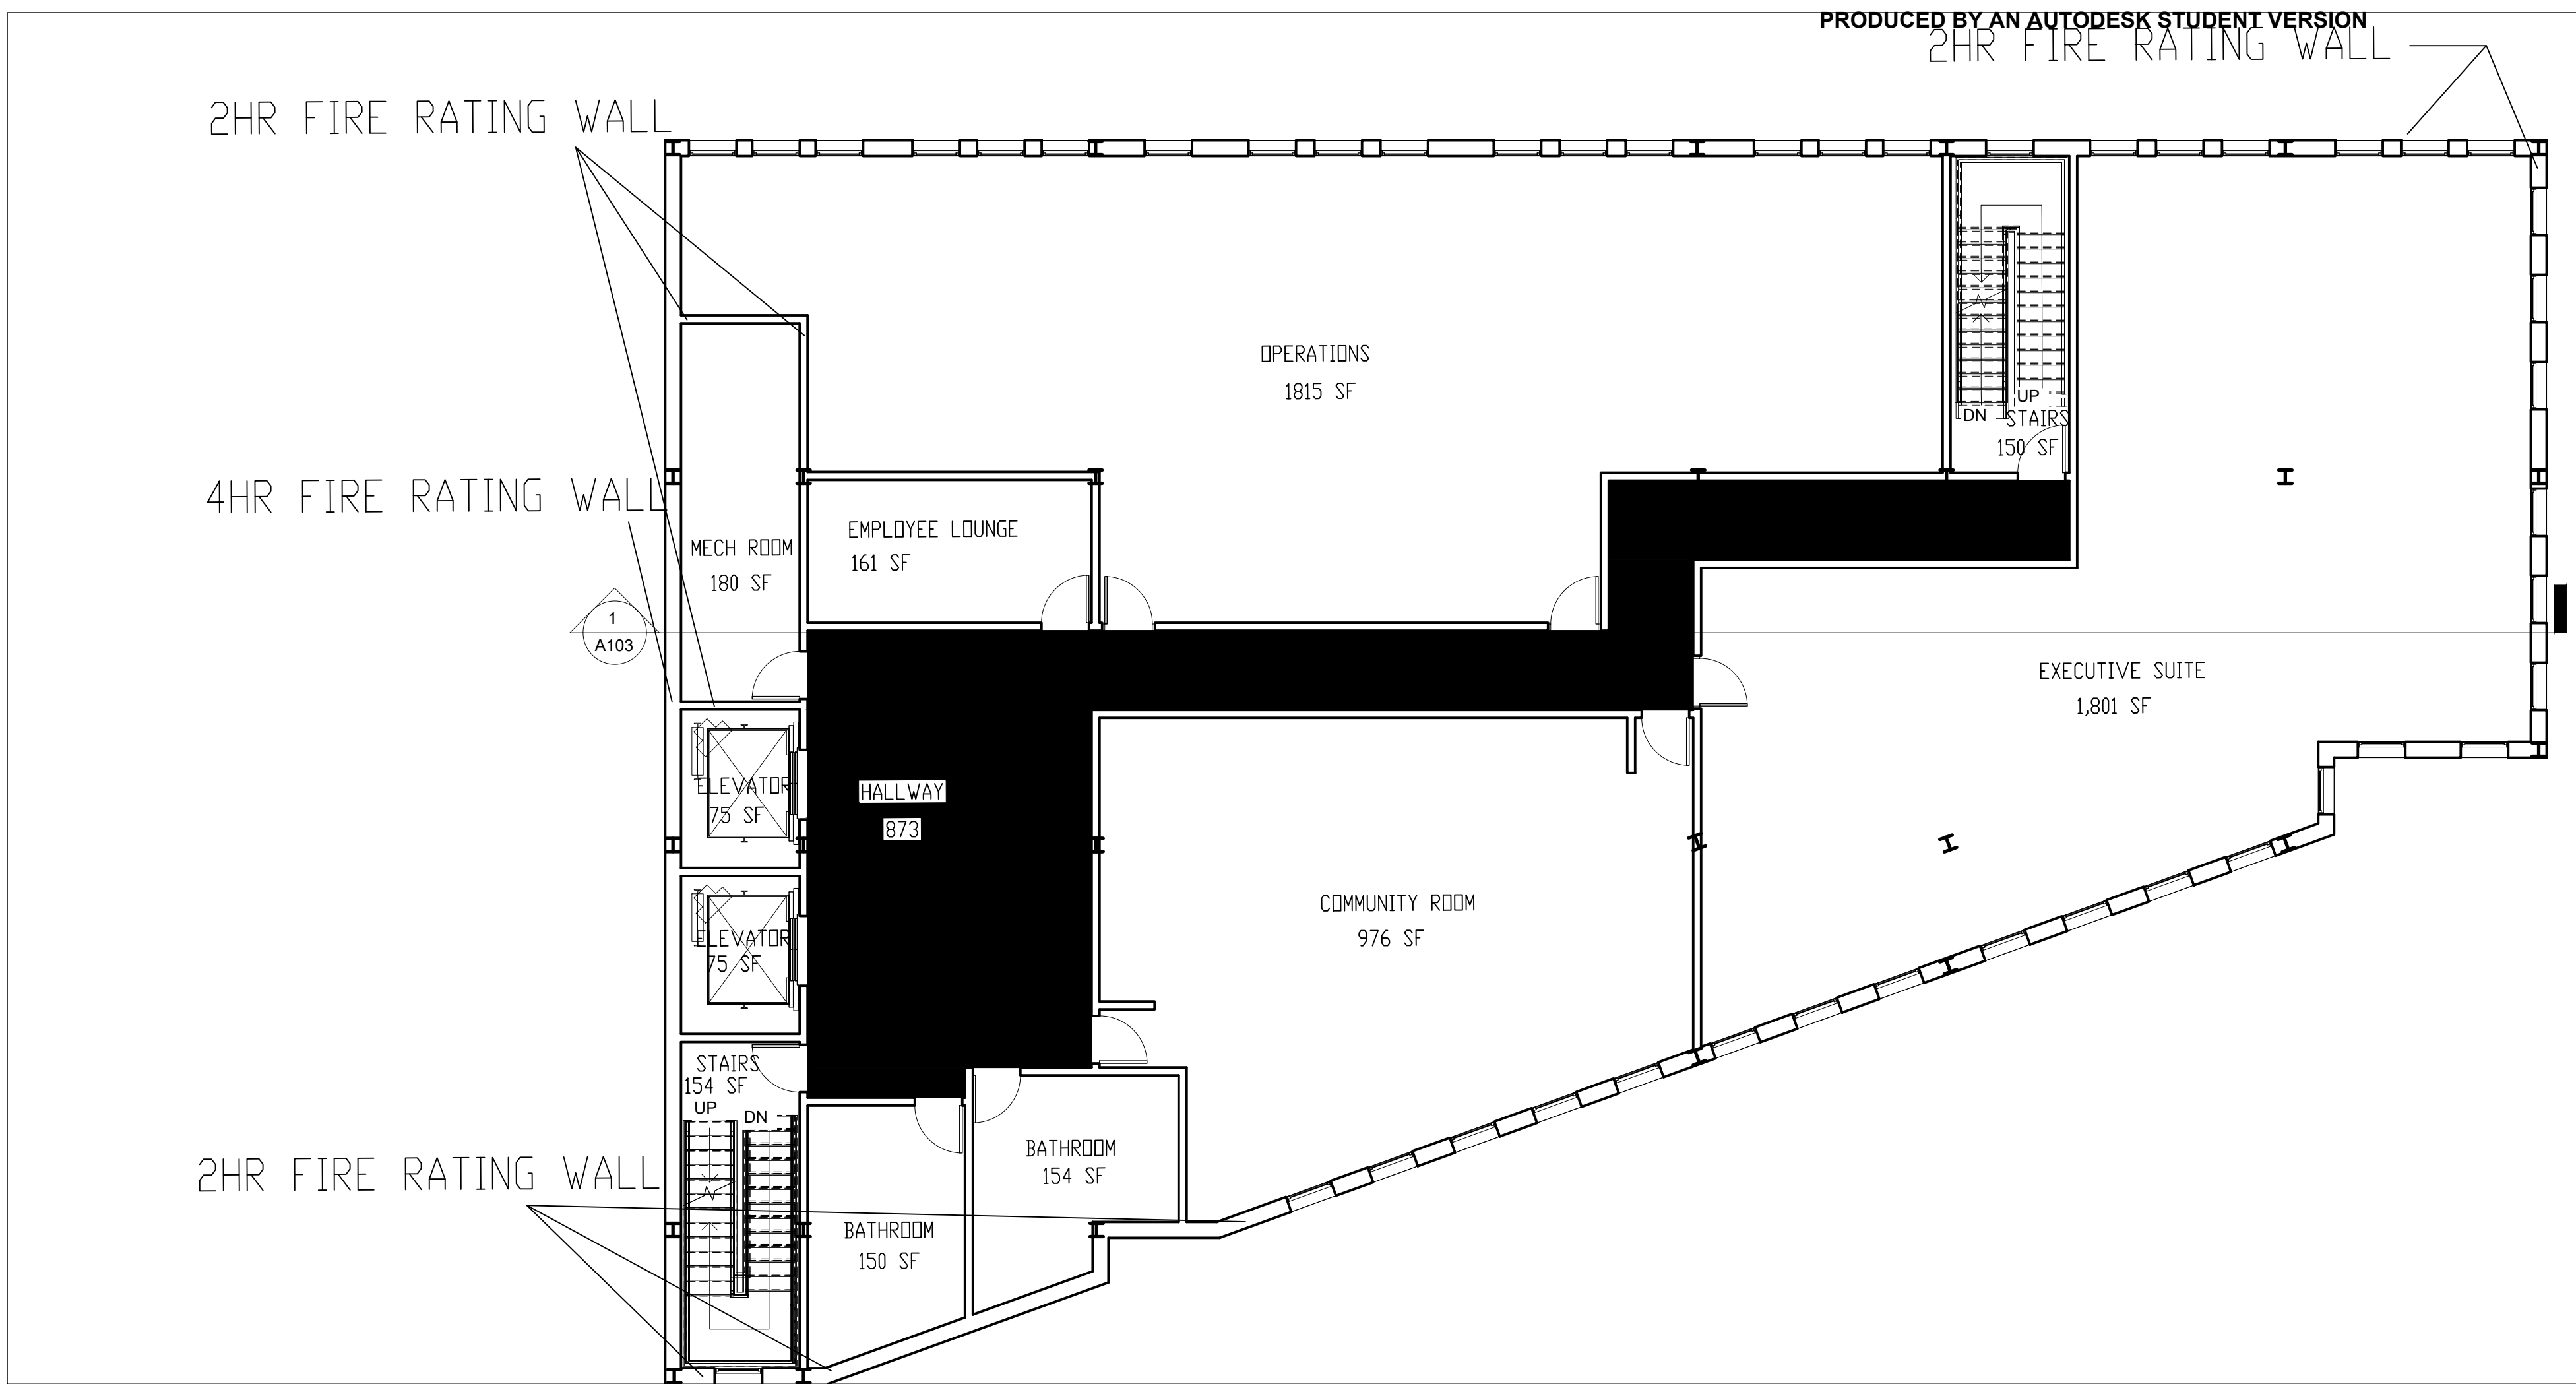 PRODUCED BY AN AUTODESK STUDENT VERSION
2HR FIRE RATING WALL
2HR FIRE RATING WALL
OPERATIONS
1815 SF
UP
DN
STAIRS
150 SF
4HR FIRE RATING WALL
EMPLOYEE LOUNGE
161 SF
MECH ROOM
180 SF
1
A103
EXECUTIVE SUITE
1,801 SF
ELEVATOR
75 SF
HALLWAY
873
COMMUNITY ROOM
976 SF
ELEVATOR
75 SF
STAIRS
154 SF
UP
DN
2HR FIRE RATING WALL
BATHROOM
154 SF
BATHROOM
150 SF